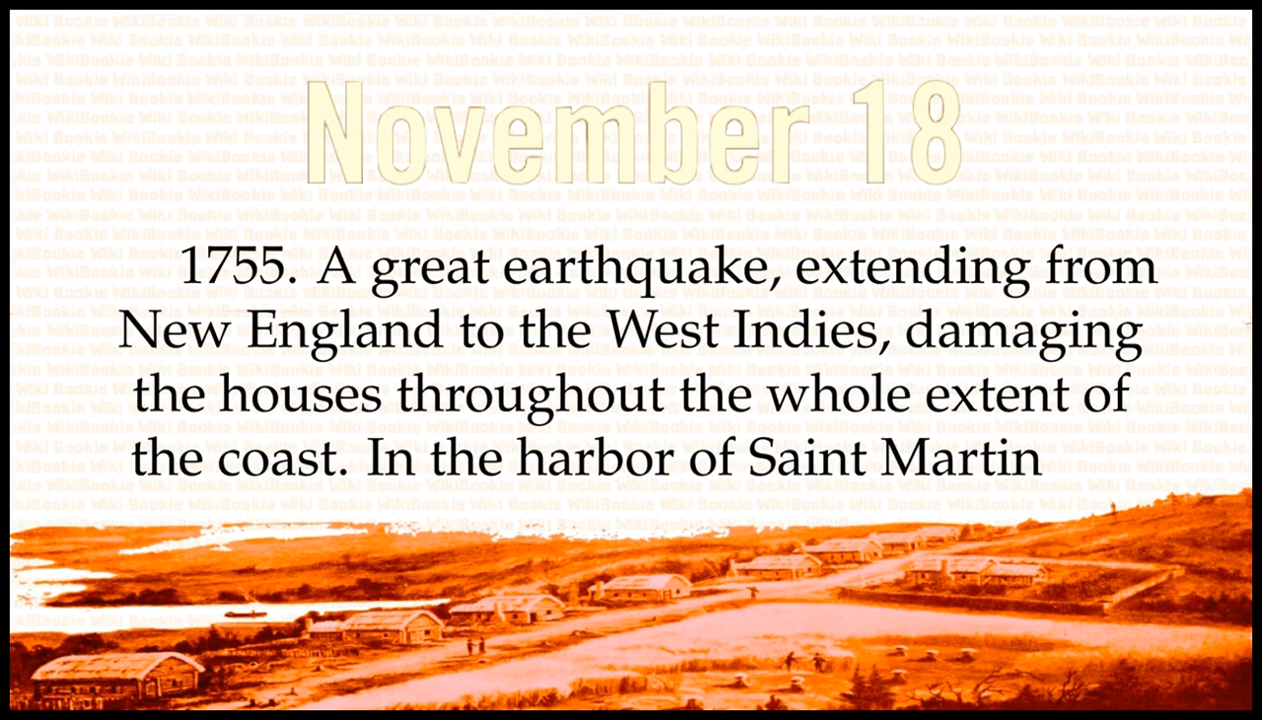 November 18
1755. A great earthquake, extending from
New England to the West Indies, damaging
the houses throughout the whole extent of
the coast. In the harbor of Saint Martin